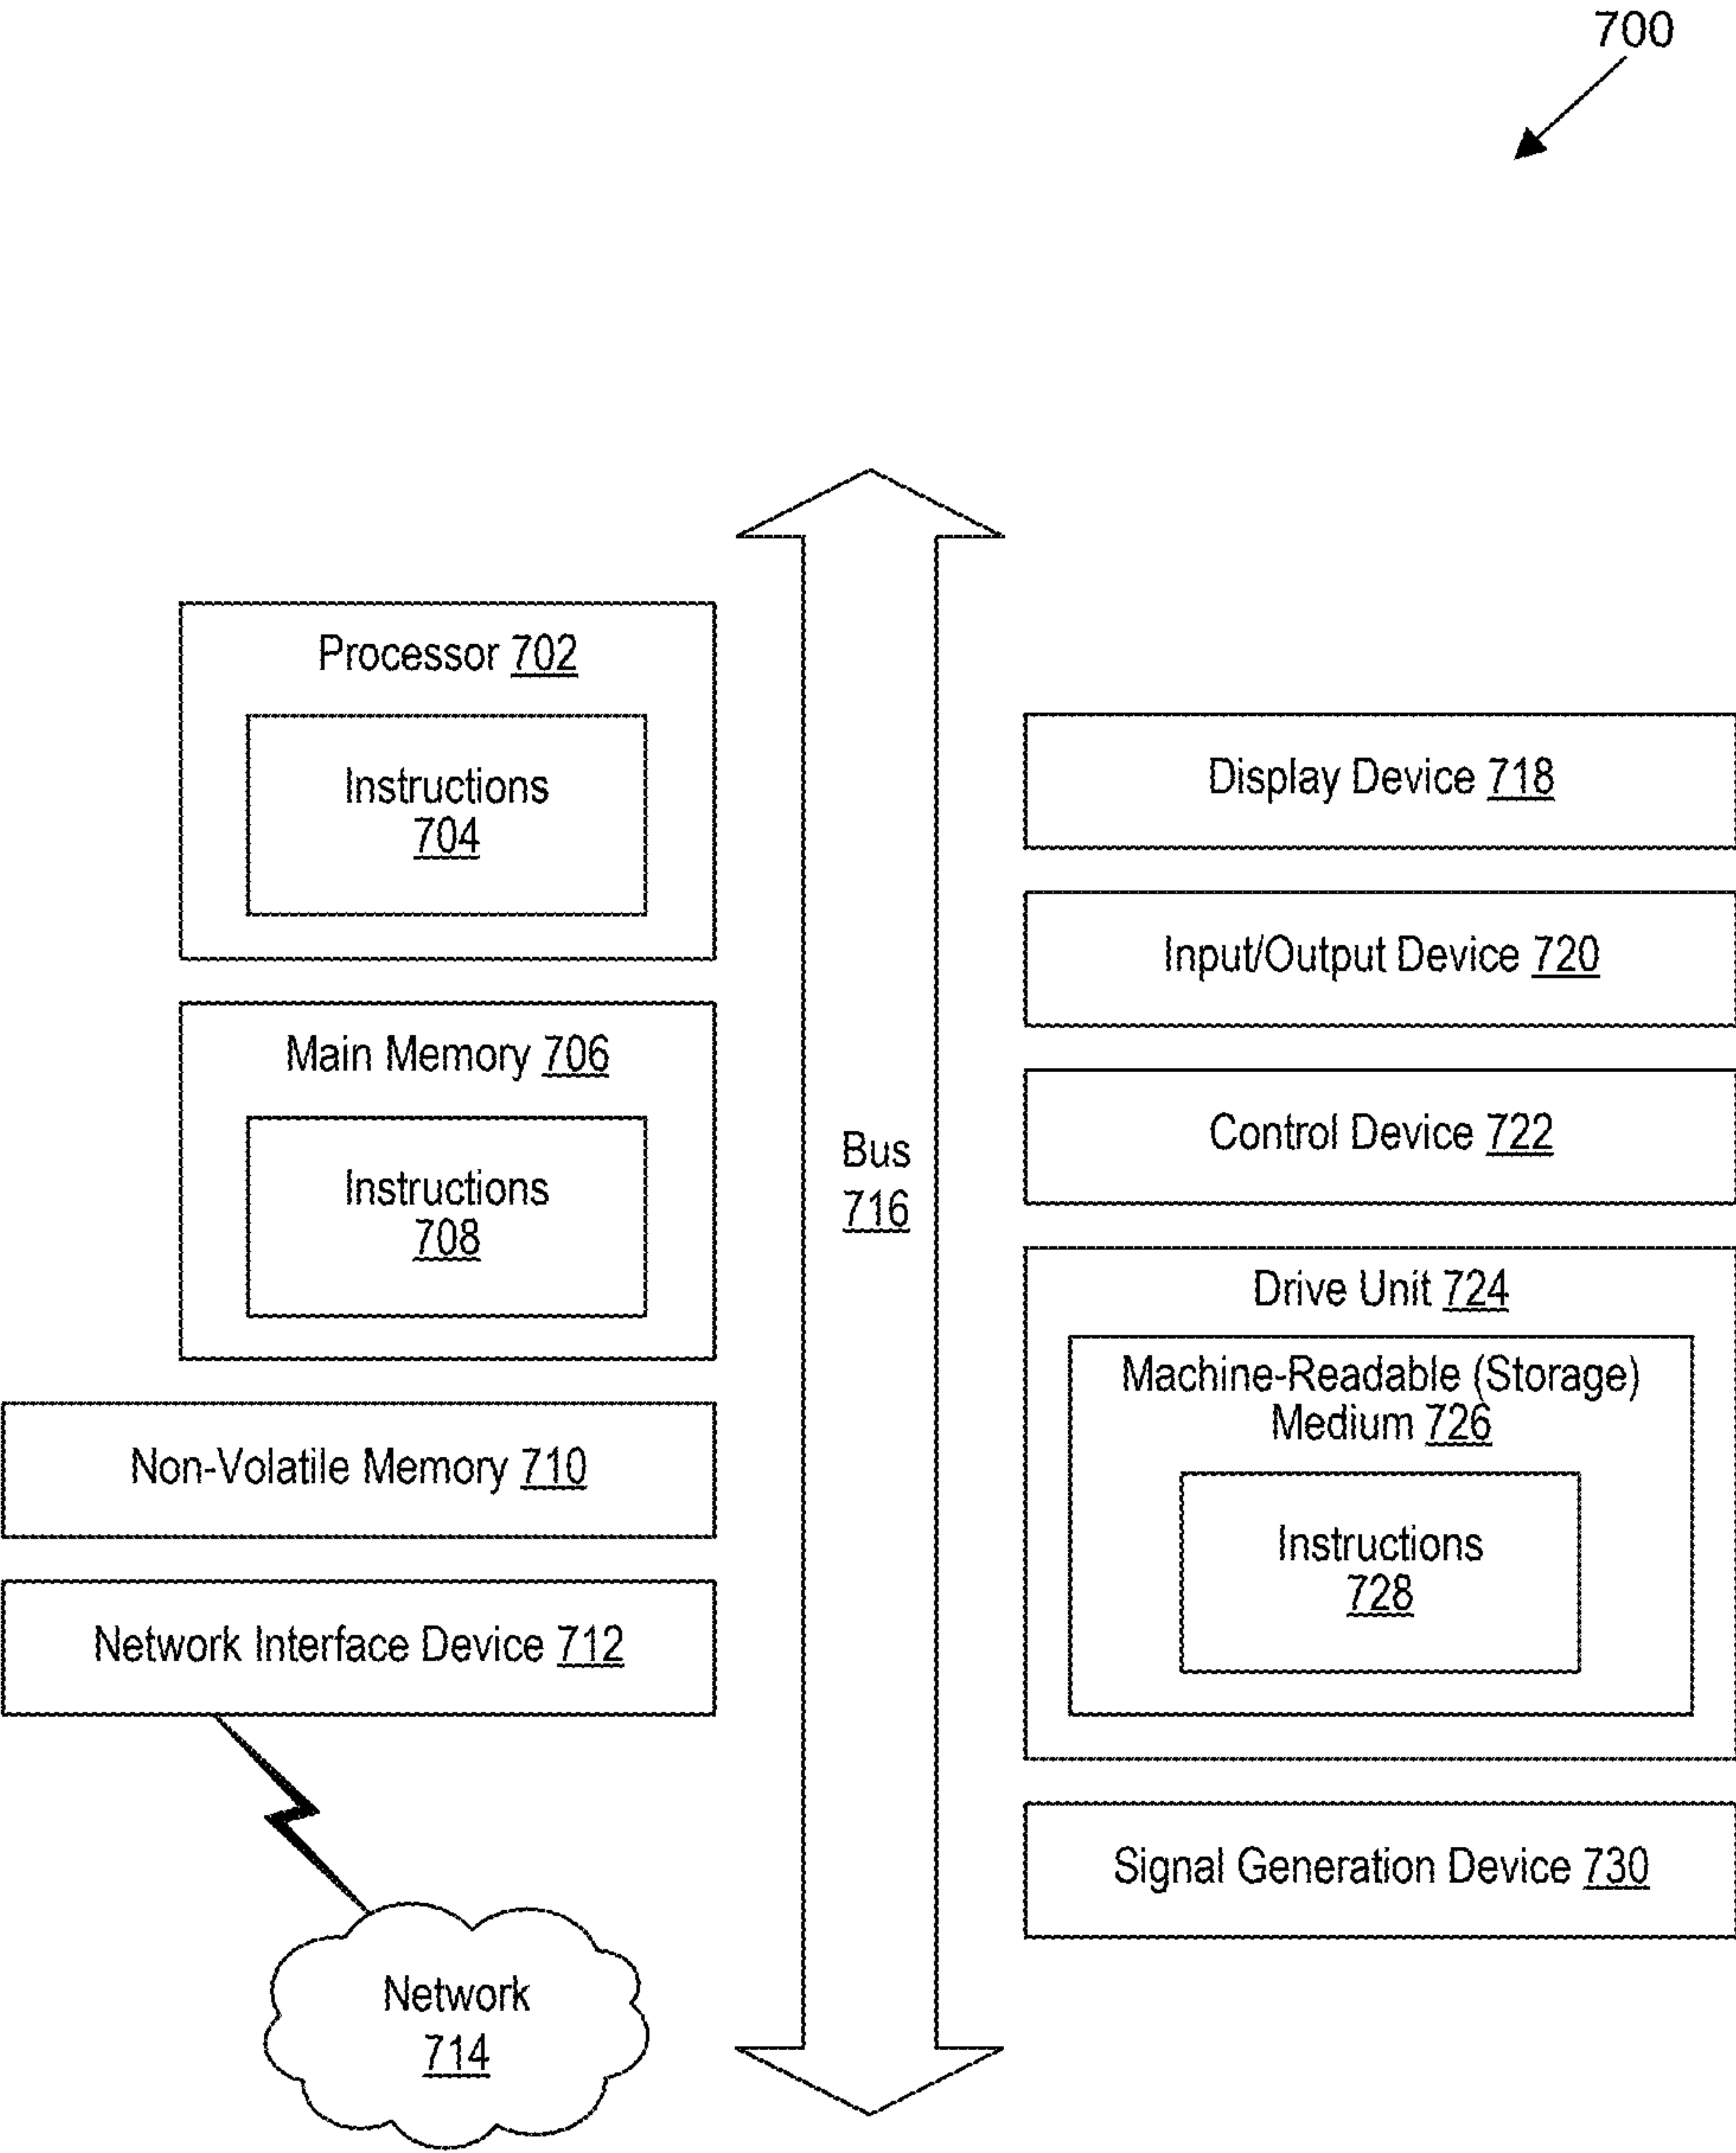 700
Processor 702
Instructions
704
Main Memory 706
Instructions
708
Non-Volatile Memory 710
Network Interface Device 712
Network
714
Bus
716
Display Device 718
Input/Output Device 720
Control Device 722
Drive Unit 724
Machine-Readable (Storage)
Medium 726
Instructions
728
Signal Generation Device 730